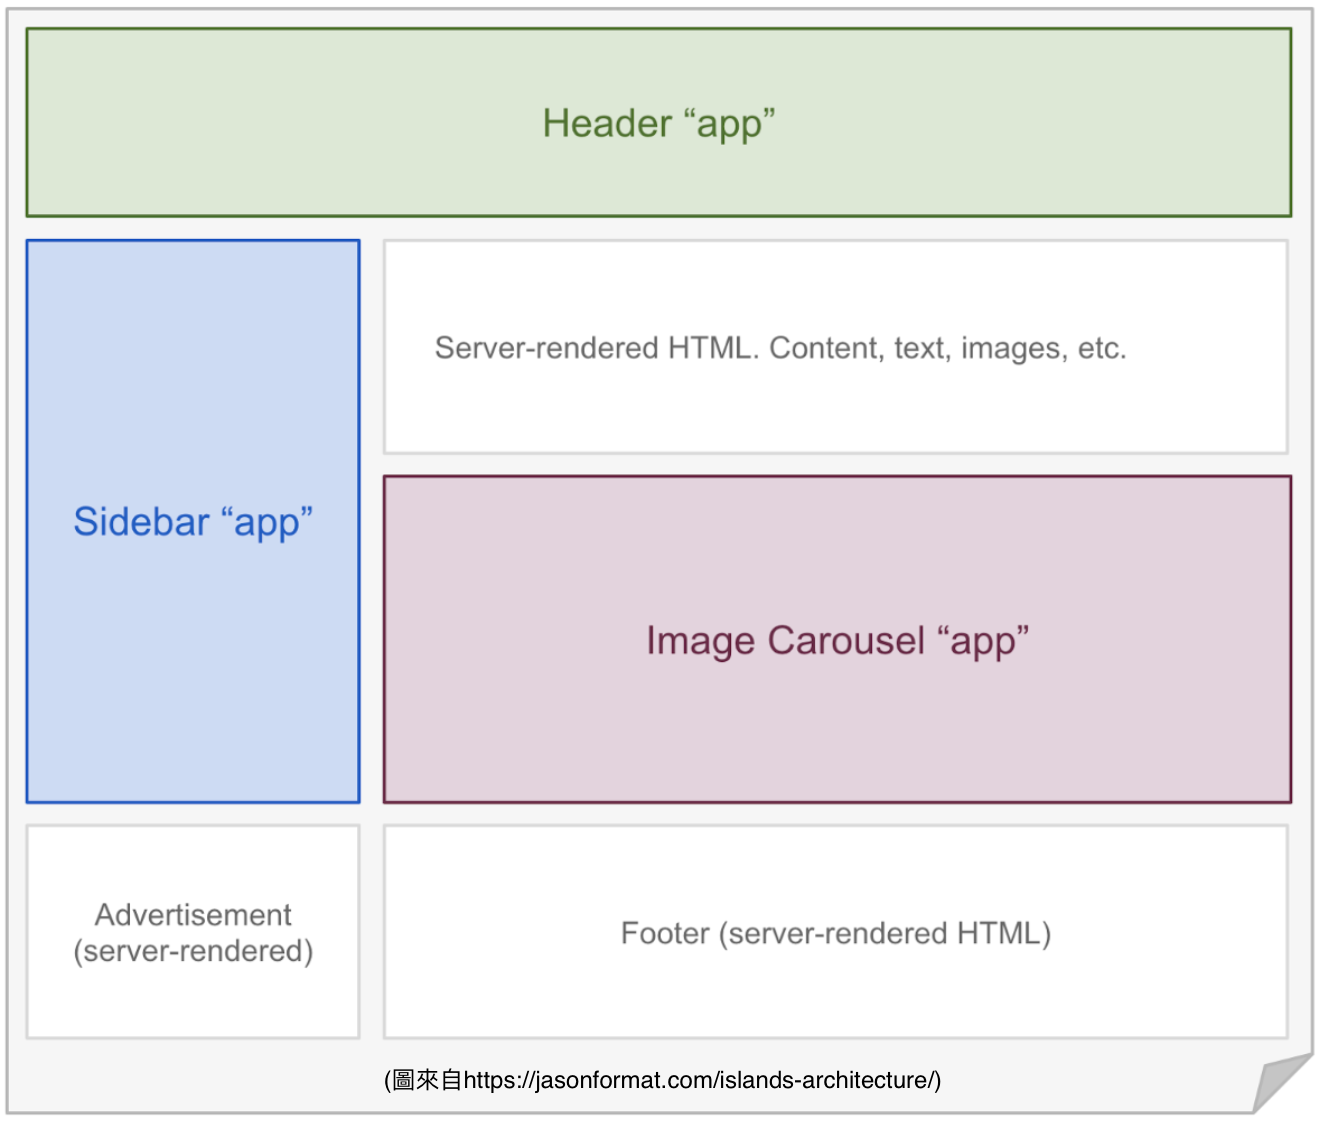 Header “app”
Server-rendered HTML. Content, text, images, etc.
Sidebar “app”
Image Carousel “app”
Advertisement
(server-rendered)
Footer (server-rendered HTML)
(圖來自https://jasonformat.com/islands-architecture/)